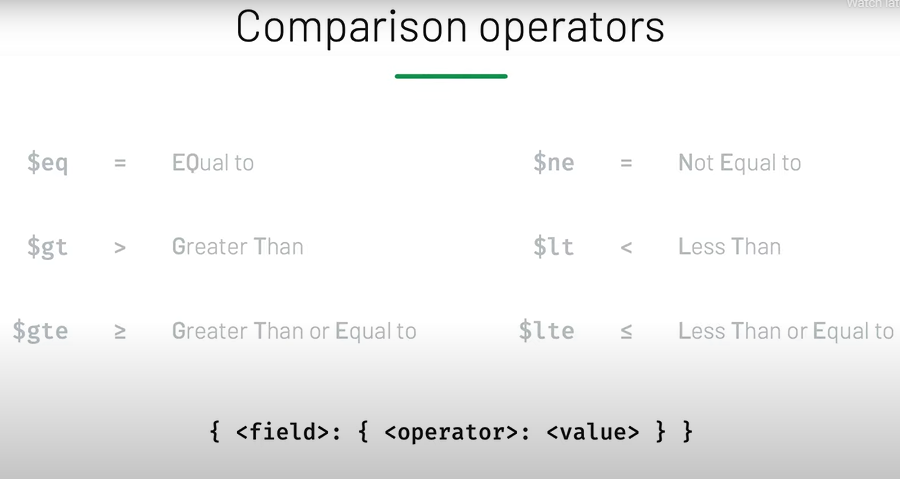 Watch lat
Comparison operators
$eq = EQual to
$ne = Not Equal to
$gt > Greater Than
$lt < Less Than
$gte ≥ Greater Than or Equal to
$lte ≤ Less Than or Equal to
{ <field>: { <operator>: <value> } }